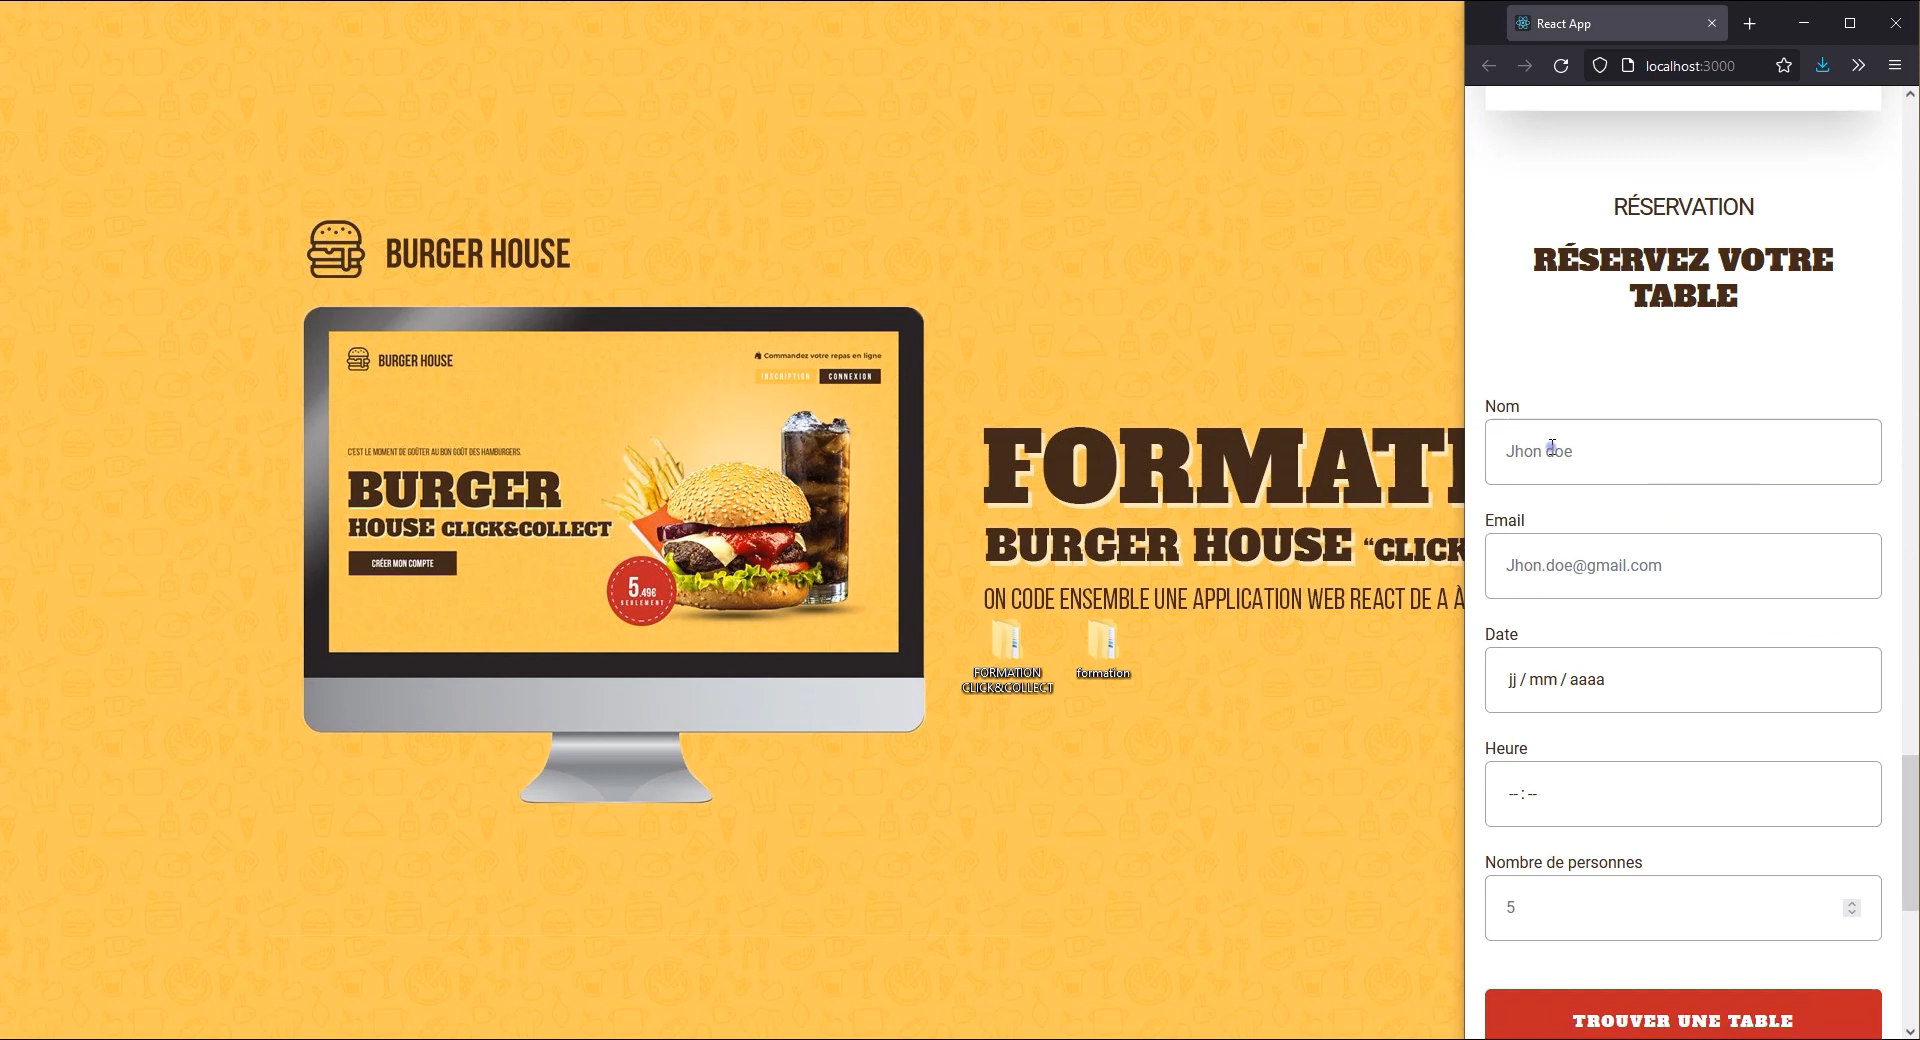 BURGER HOUSE
BURGER HOUSE
Commandez votre repas en ligne
INSCRIPTION
CONNEXION
C'EST LE MOMENT DE GOÛTER AU BON GOÛT DES HAMBURGERS.
BURGER
HOUSE CLICK&COLLECT
CRÉER MON COMPTE
5.49€
SEULEMENT
FORMATI
BURGER HOUSE “CLICK
ON CODE ENSEMBLE UNE APPLICATION WEB REACT DE A À
FORMATION
CLICK&COLLECT
formation
React App
localhost:3000
RÉSERVATION
RÉSERVEZ VOTRE
TABLE
Nom
Jhon doe
Email
Jhon.doe@gmail.com
Date
jj / mm / aaaa
Heure
-- : --
Nombre de personnes
5
TROUVER UNE TABLE